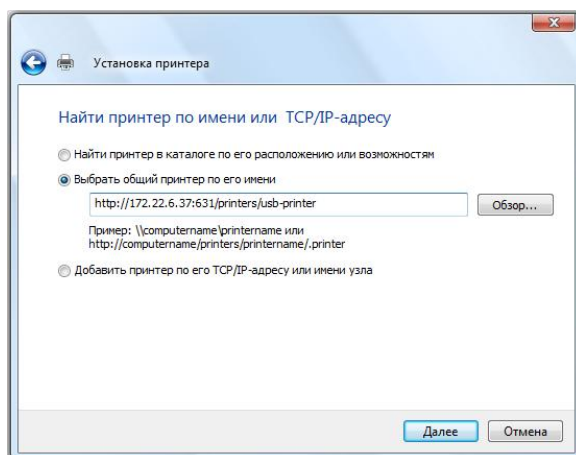 Установка принтера
Найти принтер по имени или TCP/IP-адресу
Найти принтер в каталоге по его расположению или возможностям
Выбрать общий принтер по его имени
http://172.22.6.37:631/printers/usb-printer
Обзор...
Пример: \\computername\printername или
http://computername/printers/printername/.printer
Добавить принтер по его TCP/IP-адресу или имени узла
Далее
Отмена